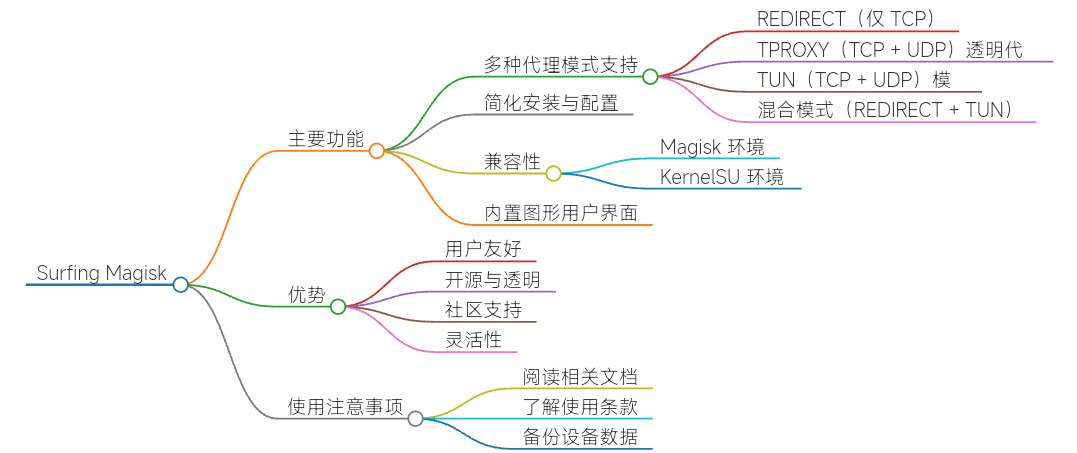 Surfing Magisk
主要功能
多种代理模式支持
REDIRECT（仅 TCP）
TPROXY（TCP + UDP）透明代
TUN（TCP + UDP）模
混合模式（REDIRECT + TUN）
简化安装与配置
兼容性
Magisk 环境
KernelSU 环境
内置图形用户界面
优势
用户友好
开源与透明
社区支持
灵活性
使用注意事项
阅读相关文档
了解使用条款
备份设备数据